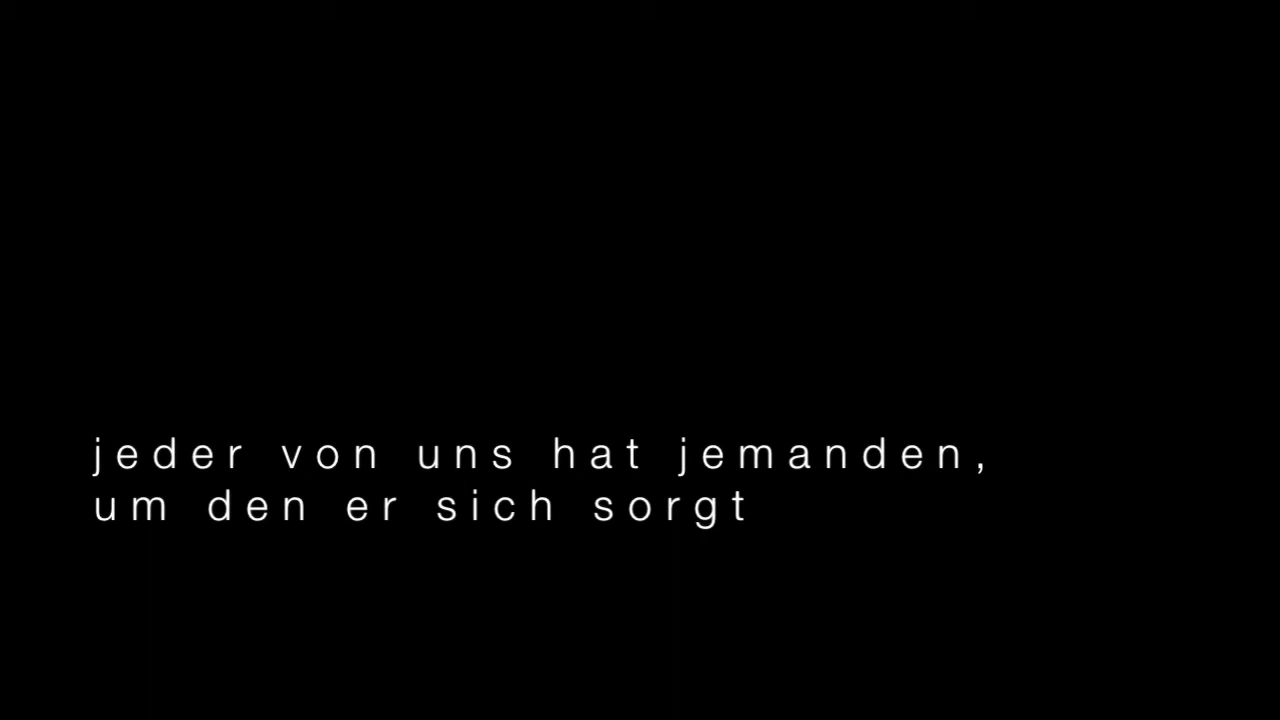 jeder von uns hat jemanden,
um den er sich sorgt